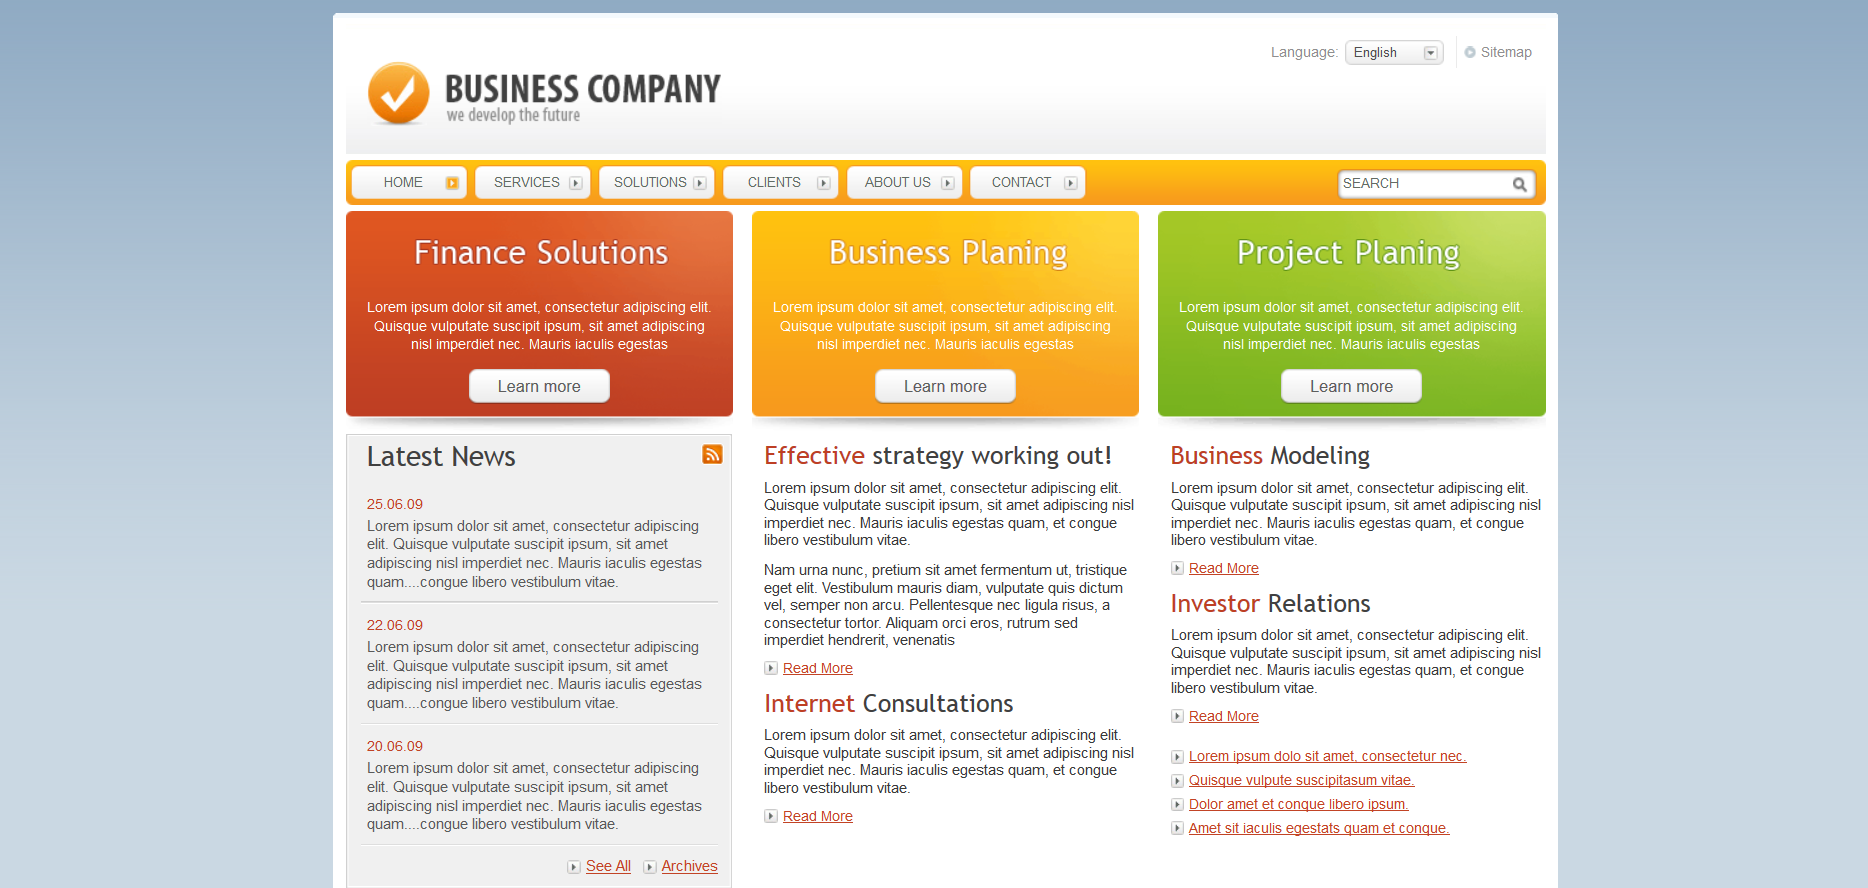 Language: English Sitemap
BUSINESS COMPANY
we develop the future
HOME SERVICES SOLUTIONS CLIENTS ABOUT US CONTACT SEARCH
Finance Solutions
Lorem ipsum dolor sit amet, consectetur adipiscing elit.
Quisque vulputate suscipit ipsum, sit amet adipiscing
nisl imperdiet nec. Mauris iaculis egestas
Learn more
Business Planing
Lorem ipsum dolor sit amet, consectetur adipiscing elit.
Quisque vulputate suscipit ipsum, sit amet adipiscing
nisl imperdiet nec. Mauris iaculis egestas
Learn more
Project Planing
Lorem ipsum dolor sit amet, consectetur adipiscing elit.
Quisque vulputate suscipit ipsum, sit amet adipiscing
nisl imperdiet nec. Mauris iaculis egestas
Learn more
Latest News
25.06.09
Lorem ipsum dolor sit amet, consectetur adipiscing
elit. Quisque vulputate suscipit ipsum, sit amet
adipiscing nisl imperdiet nec. Mauris iaculis egestas
quam....congue libero vestibulum vitae.
22.06.09
Lorem ipsum dolor sit amet, consectetur adipiscing
elit. Quisque vulputate suscipit ipsum, sit amet
adipiscing nisl imperdiet nec. Mauris iaculis egestas
quam....congue libero vestibulum vitae.
20.06.09
Lorem ipsum dolor sit amet, consectetur adipiscing
elit. Quisque vulputate suscipit ipsum, sit amet
adipiscing nisl imperdiet nec. Mauris iaculis egestas
quam....congue libero vestibulum vitae.
See All Archives
Effective strategy working out!
Lorem ipsum dolor sit amet, consectetur adipiscing elit.
Quisque vulputate suscipit ipsum, sit amet adipiscing nisl
imperdiet nec. Mauris iaculis egestas quam, et congue
libero vestibulum vitae.
Nam urna nunc, pretium sit amet fermentum ut, tristique
eget elit. Vestibulum mauris diam, vulputate quis dictum
vel, semper non arcu. Pellentesque nec ligula risus, a
consectetur tortor. Aliquam orci eros, rutrum sed
imperdiet hendrerit, venenatis
Read More
Internet Consultations
Lorem ipsum dolor sit amet, consectetur adipiscing elit.
Quisque vulputate suscipit ipsum, sit amet adipiscing nisl
imperdiet nec. Mauris iaculis egestas quam, et congue
libero vestibulum vitae.
Read More
Business Modeling
Lorem ipsum dolor sit amet, consectetur adipiscing elit.
Quisque vulputate suscipit ipsum, sit amet adipiscing nisl
imperdiet nec. Mauris iaculis egestas quam, et congue
libero vestibulum vitae.
Read More
Investor Relations
Lorem ipsum dolor sit amet, consectetur adipiscing elit.
Quisque vulputate suscipit ipsum, sit amet adipiscing nisl
imperdiet nec. Mauris iaculis egestas quam, et congue
libero vestibulum vitae.
Read More
Lorem ipsum dolo sit amet, consectetur nec.
Quisque vulpute suscipitasum vitae.
Dolor amet et conque libero ipsum.
Amet sit iaculis egestats quam et conque.